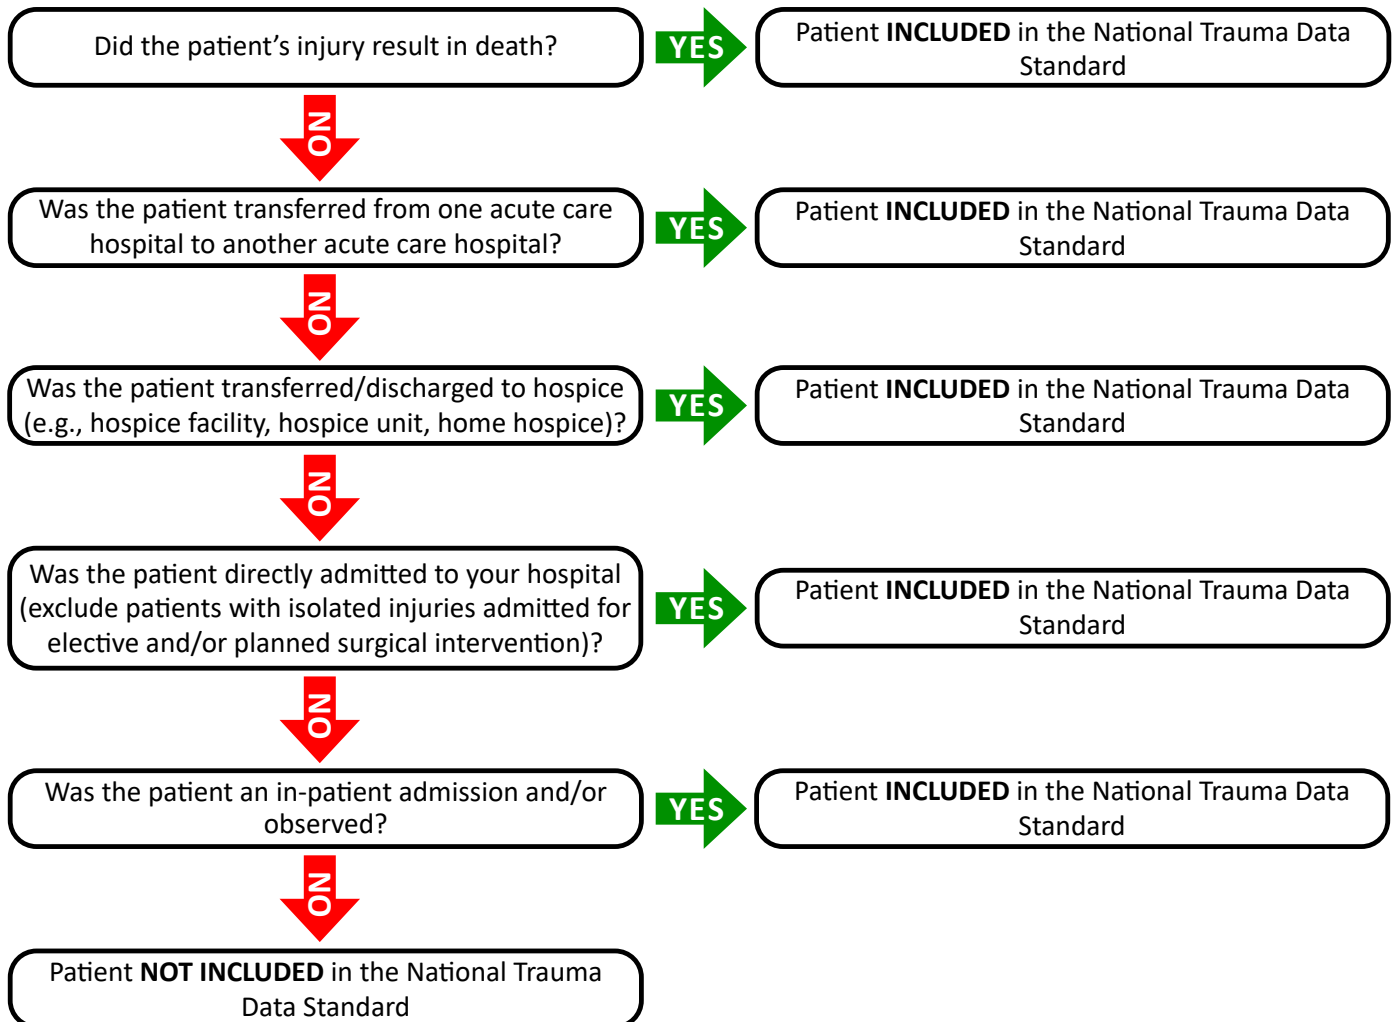 Did the patient’s injury result in death?
YES
Patient INCLUDED in the National Trauma Data
Standard
NO
Was the patient transferred from one acute care
hospital to another acute care hospital?
YES
Patient INCLUDED in the National Trauma Data
Standard
NO
Was the patient transferred/discharged to hospice
(e.g., hospice facility, hospice unit, home hospice)?
YES
Patient INCLUDED in the National Trauma Data
Standard
NO
Was the patient directly admitted to your hospital
(exclude patients with isolated injuries admitted for
elective and/or planned surgical intervention)?
YES
Patient INCLUDED in the National Trauma Data
Standard
NO
Was the patient an in-patient admission and/or
observed?
YES
Patient INCLUDED in the National Trauma Data
Standard
NO
Patient NOT INCLUDED in the National Trauma
Data Standard